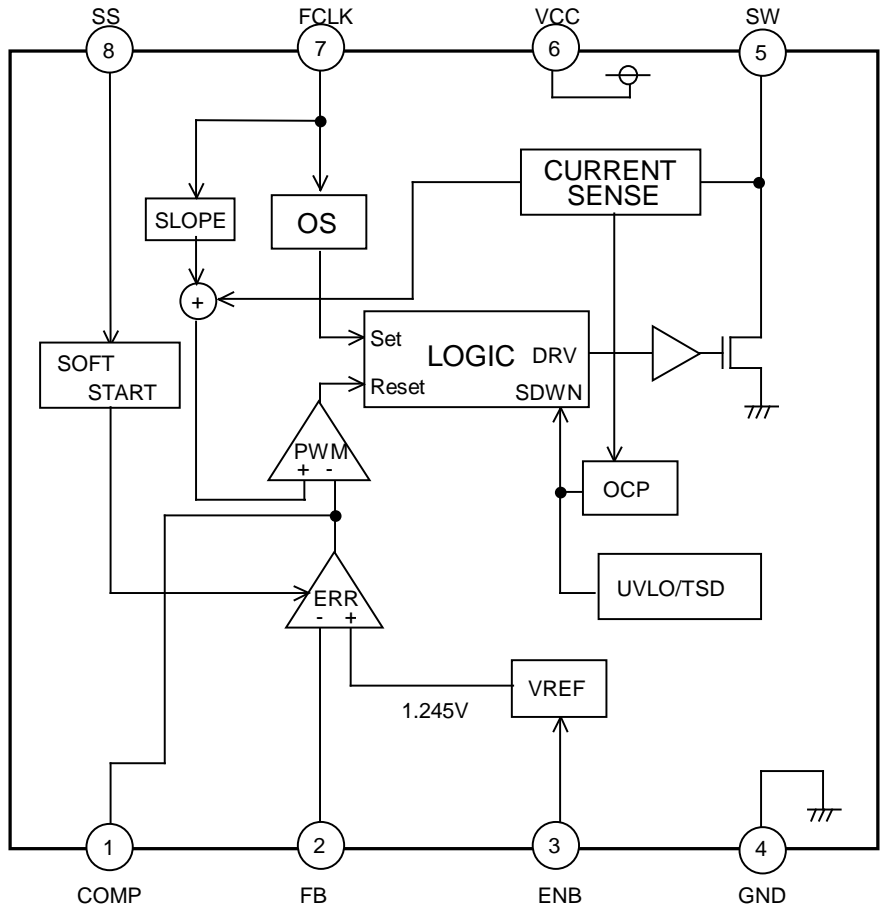 SS
FCLK
VCC
SW
8
7
6
5
CURRENT
SENSE
SLOPE
OS
+
Set
LOGIC
DRV
Reset
SDWN
SOFT
START
PWM
+ -
OCP
UVLO/TSD
ERR
- +
VREF
1.245V
1
2
3
4
COMP
FB
ENB
GND